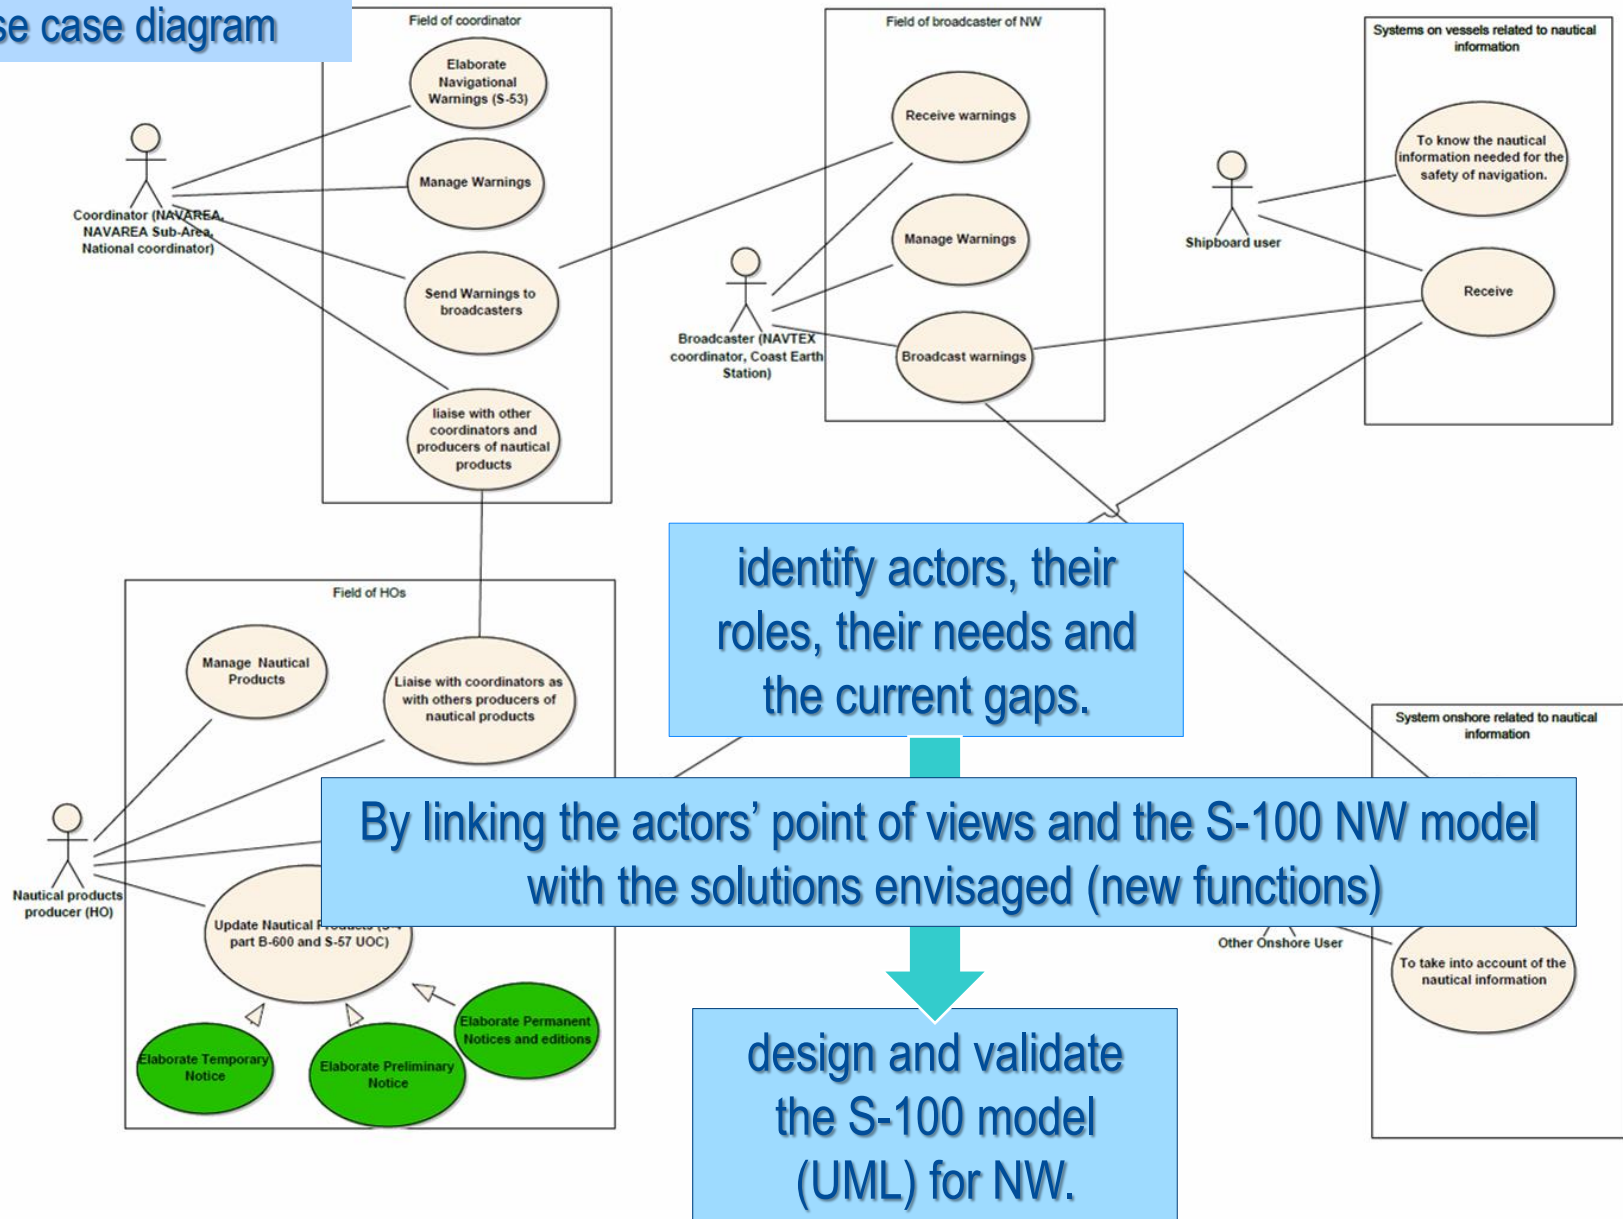 se case diagram
Field of coordinator
Elaborate
Navigational
Warnings (S-53)
Manage Warnings
Send Warnings to
broadcasters
liaise with other
coordinators and
producers of nautical
products
Coordinator (NAVAREA,
NAVAREA Sub-Area,
National coordinator)
Field of broadcaster of NW
Receive warnings
Manage Warnings
Broadcast warnings
Broadcaster (NAVTEX
coordinator, Coast Earth
Station)
Systems on vessels related to nautical
information
To know the nautical
information needed for the
safety of navigation.
Receive
Shipboard user
Field of HOs
Manage Nautical
Products
Liaise with coordinators as
with others producers of
nautical products
Nautical products
producer (HO)
Update Nautical
part B-600 and S-57 UOC)
Elaborate Temporary
Notice
Elaborate Preliminary
Notice
Elaborate Permanent
Notices and editions
identify actors, their
roles, their needs and
the current gaps.
By linking the actors’ point of views and the S-100 NW model
with the solutions envisaged (new functions)
design and validate
the S-100 model
(UML) for NW.
System onshore related to nautical
information
Other Onshore User
To take into account of the
nautical information